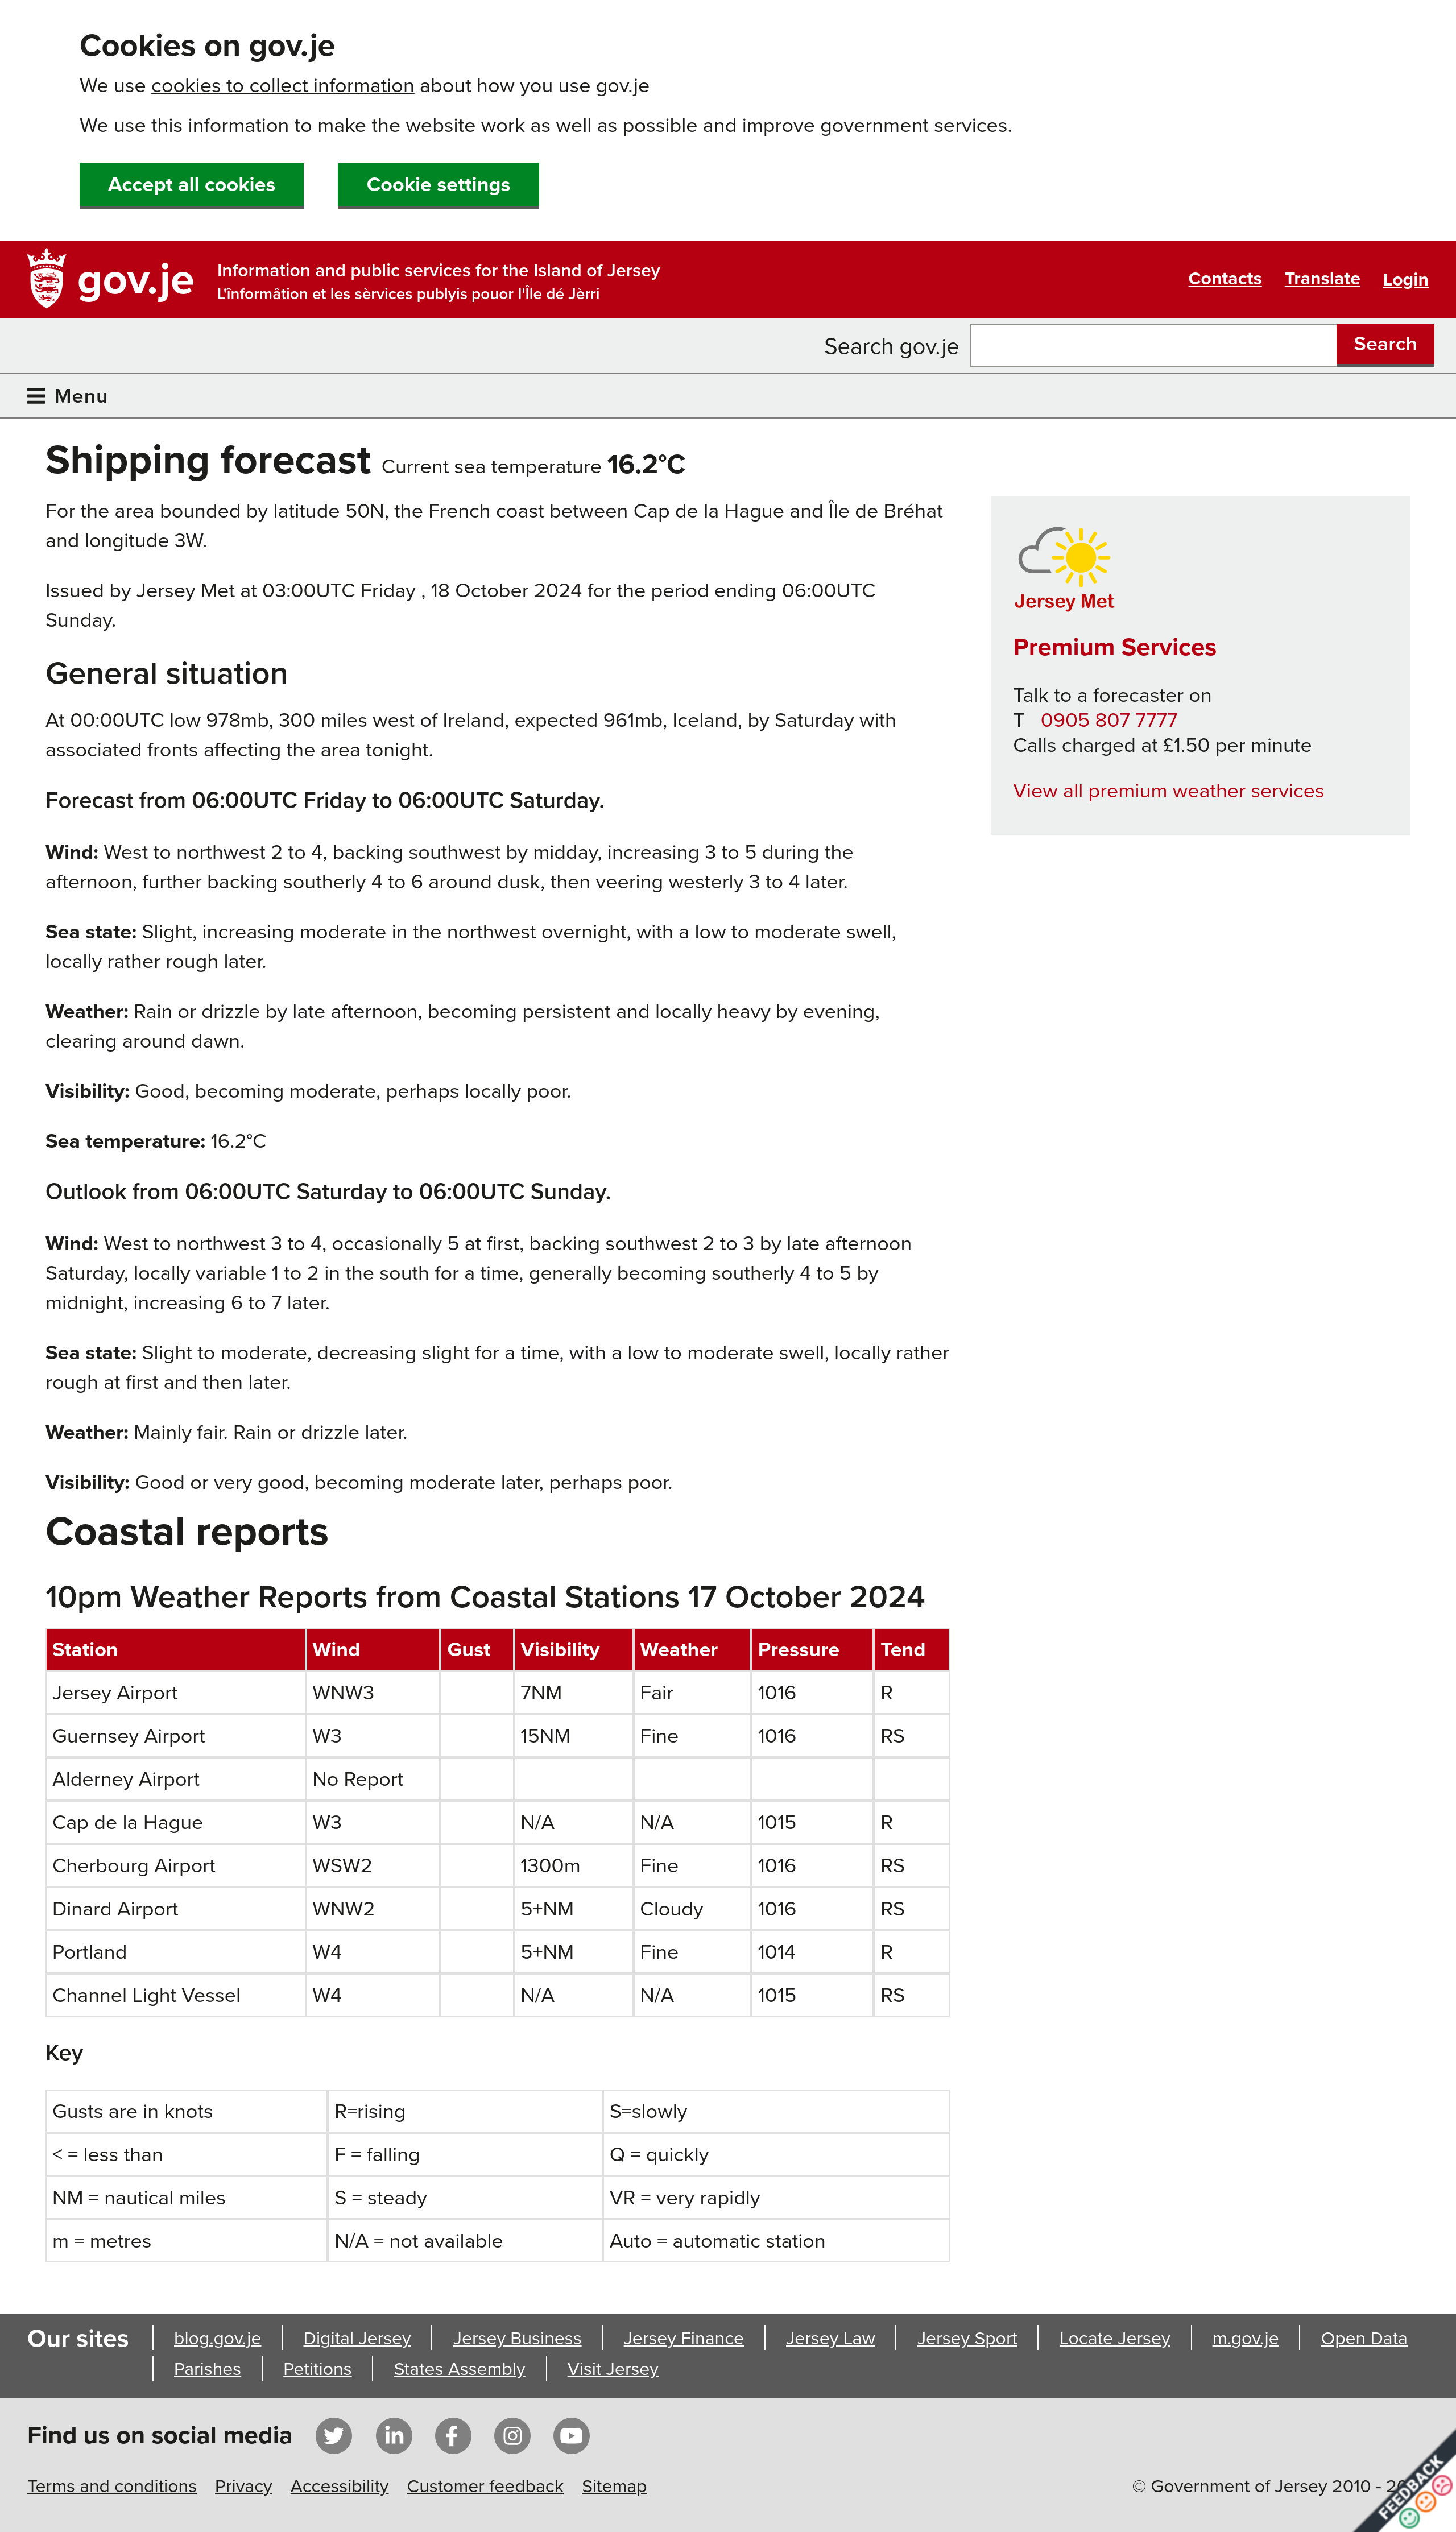 Cookies on gov.je
We use cookies to collect information about how you use gov.je
We use this information to make the website work as well as possible and improve government services.
Accept all cookies Cookie settings
gov.je
Information and public services for the Island of Jersey
L'înformâtion et les sèrvices publyis pouor I'Île dé Jèrri
Contacts Translate Login
Search gov.je Search
Menu
Shipping forecast Current sea temperature 16.2°C
For the area bounded by latitude 50N, the French coast between Cap de la Hague and Île de Bréhat
and longitude 3W.
Issued by Jersey Met at 03:00UTC Friday , 18 October 2024 for the period ending 06:00UTC
Sunday.
General situation
At 00:00UTC low 978mb, 300 miles west of Ireland, expected 961mb, Iceland, by Saturday with
associated fronts affecting the area tonight.
Forecast from 06:00UTC Friday to 06:00UTC Saturday.
Wind: West to northwest 2 to 4, backing southwest by midday, increasing 3 to 5 during the
afternoon, further backing southerly 4 to 6 around dusk, then veering westerly 3 to 4 later.
Sea state: Slight, increasing moderate in the northwest overnight, with a low to moderate swell,
locally rather rough later.
Weather: Rain or drizzle by late afternoon, becoming persistent and locally heavy by evening,
clearing around dawn.
Visibility: Good, becoming moderate, perhaps locally poor.
Sea temperature: 16.2°C
Outlook from 06:00UTC Saturday to 06:00UTC Sunday.
Wind: West to northwest 3 to 4, occasionally 5 at first, backing southwest 2 to 3 by late afternoon
Saturday, locally variable 1 to 2 in the south for a time, generally becoming southerly 4 to 5 by
midnight, increasing 6 to 7 later.
Sea state: Slight to moderate, decreasing slight for a time, with a low to moderate swell, locally rather
rough at first and then later.
Weather: Mainly fair. Rain or drizzle later.
Visibility: Good or very good, becoming moderate later, perhaps poor.
Jersey Met
Premium Services
Talk to a forecaster on
T 0905 807 7777
Calls charged at £1.50 per minute
View all premium weather services
Coastal reports
10pm Weather Reports from Coastal Stations 17 October 2024
Station Wind Gust Visibility Weather Pressure Tend
Jersey Airport WNW3 7NM Fair 1016 R
Guernsey Airport W3 15NM Fine 1016 RS
Alderney Airport No Report
Cap de la Hague W3 N/A N/A 1015 R
Cherbourg Airport WSW2 1300m Fine 1016 RS
Dinard Airport WNW2 5+NM Cloudy 1016 RS
Portland W4 5+NM Fine 1014 R
Channel Light Vessel W4 N/A N/A 1015 RS
Key
Gusts are in knots R=rising S=slowly
< = less than F = falling Q = quickly
NM = nautical miles S = steady VR = very rapidly
m = metres N/A = not available Auto = automatic station
Our sites blog.gov.je Digital Jersey Jersey Business Jersey Finance Jersey Law Jersey Sport Locate Jersey m.gov.je Open Data
Parishes Petitions States Assembly Visit Jersey
Find us on social media
Terms and conditions Privacy Accessibility Customer feedback Sitemap
© Government of Jersey 2010 -
FEEDBACK